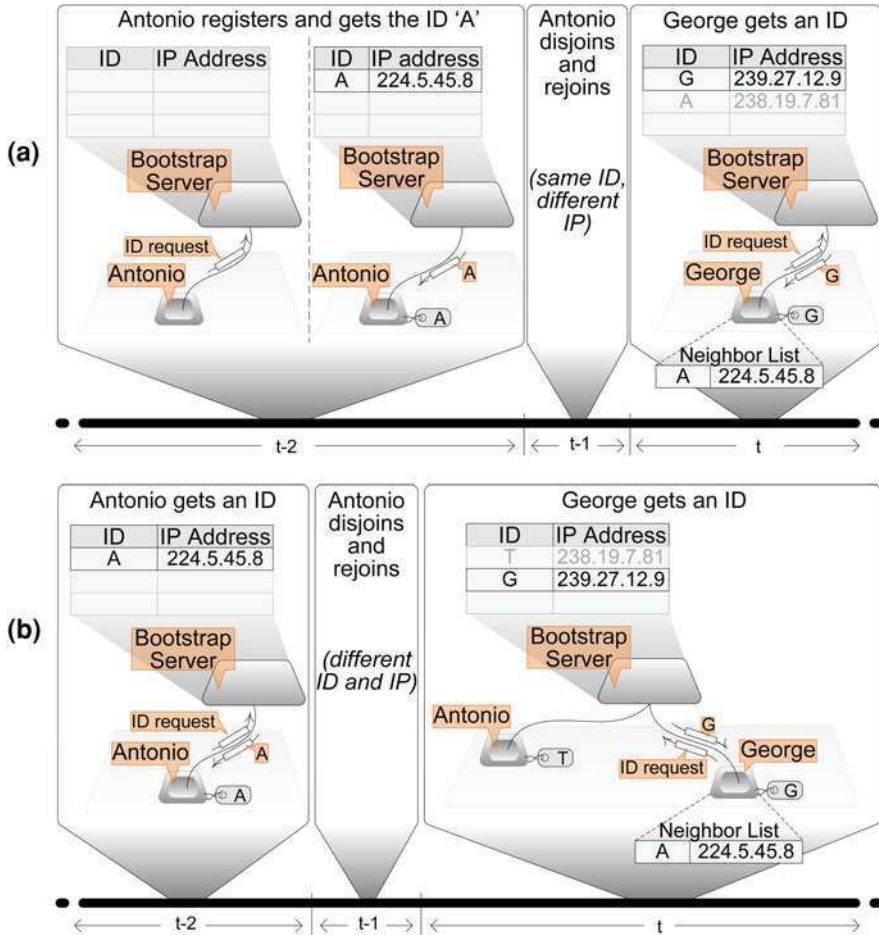 (a)
Antonio registers and gets the ID ‘A’
ID IP Address
Bootstrap
Server
ID request
Antonio
ID IP address
A 224.5.45.8
Bootstrap
Server
Antonio
A
A
Antonio
disjoins
and
rejoins
(same ID,
different
IP)
George gets an ID
ID IP Address
G 239.27.12.9
A 238.19.7.81
Bootstrap
Server
ID request
George
G
G
Neighbor List
A 224.5.45.8
t-2 t-1 t
(b)
Antonio gets an ID
ID IP Address
A 224.5.45.8
Bootstrap
Server
ID request
Antonio
A
A
Antonio
disjoins
and
rejoins
(different
ID and IP)
George gets an ID
ID IP Address
T 238.19.7.81
G 239.27.12.9
Bootstrap
Server
Antonio
T
G
ID request
George
G
Neighbor List
A 224.5.45.8
t-2 t-1 t